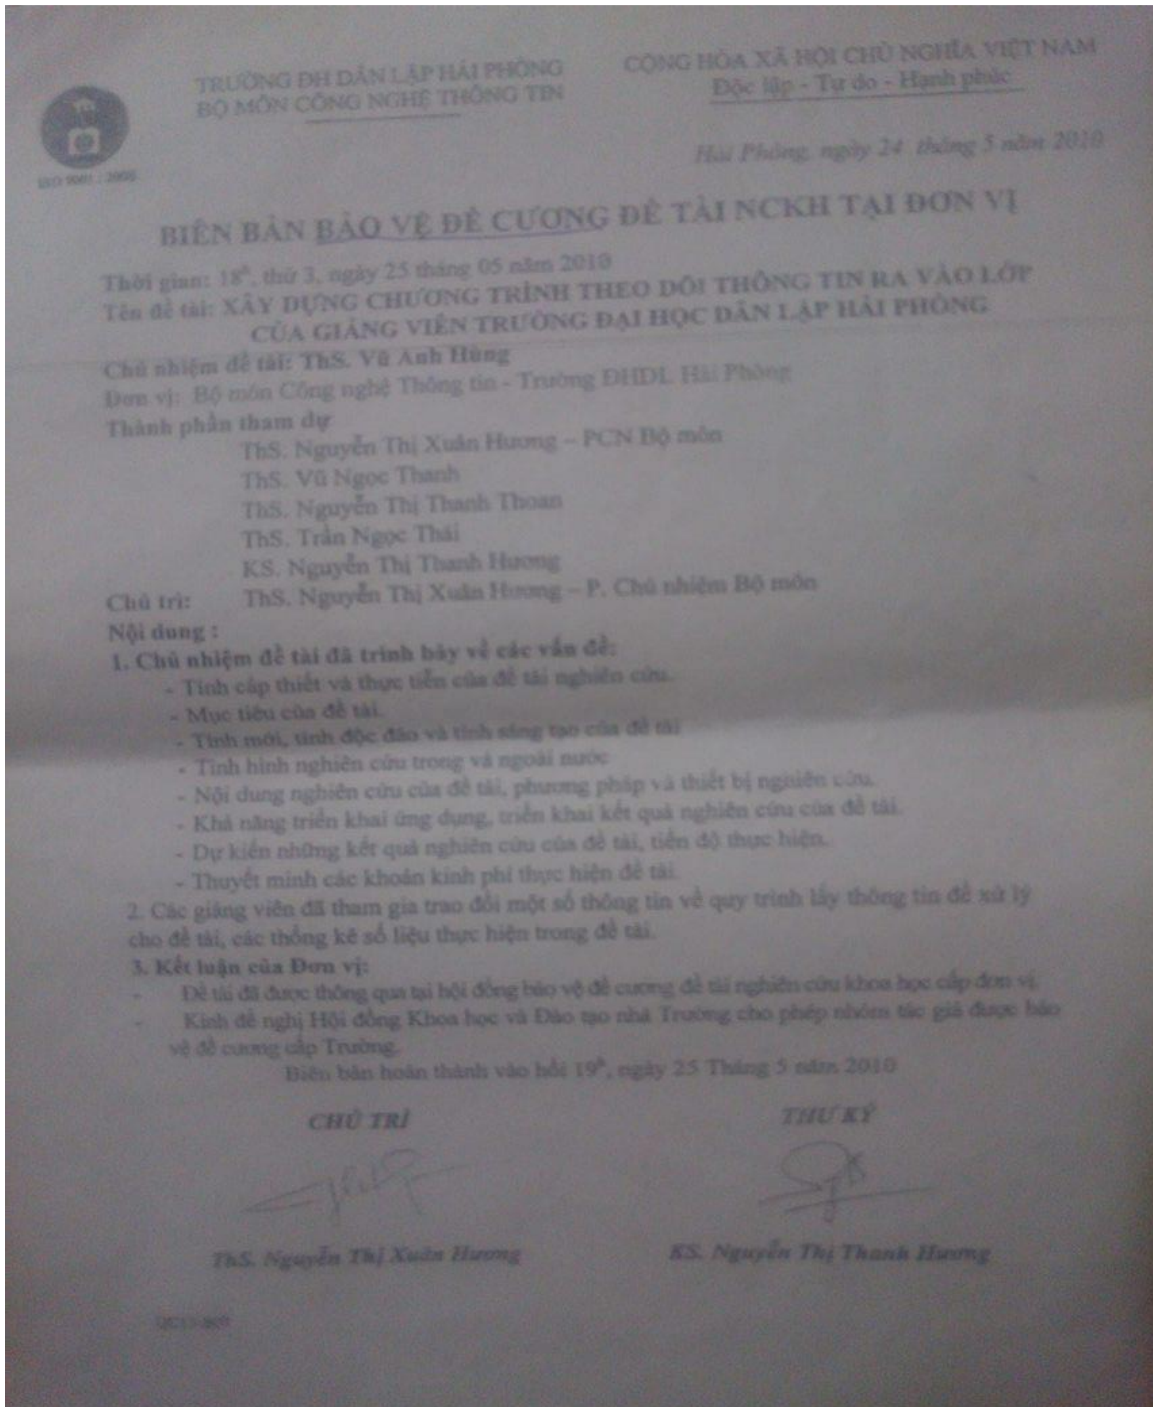 TRƯỜNG ĐH DÂN LẬP HẢI PHÒNG
BỘ MÔN CÔNG NGHỆ THÔNG TIN
CỘNG HÒA XÃ HỘI CHỦ NGHĨA VIỆT NAM
Độc lập - Tự do - Hạnh phúc
ISO 9001 : 2008
Hải Phòng, ngày 24 tháng 5 năm 2010
BIÊN BẢN BẢO VỆ ĐỀ CƯƠNG ĐỀ TÀI NCKH TẠI ĐƠN VỊ
Thời gian: 18h, thứ 3, ngày 25 tháng 05 năm 2010
Tên đề tài: XÂY DỰNG CHƯƠNG TRÌNH THEO DÕI THÔNG TIN RA VÀO LỚP
CỦA GIẢNG VIÊN TRƯỜNG ĐẠI HỌC DÂN LẬP HẢI PHÒNG
Chủ nhiệm đề tài: ThS. Vũ Anh Hùng
Đơn vị: Bộ môn Công nghệ Thông tin - Trường ĐHDL Hải Phòng
Thành phần tham dự
ThS. Nguyễn Thị Xuân Hương – PCN Bộ môn
ThS. Vũ Ngọc Thanh
ThS. Nguyễn Thị Thanh Thoan
ThS. Trần Ngọc Thái
KS. Nguyễn Thị Thanh Hương
Chủ trì: ThS. Nguyễn Thị Xuân Hương – P. Chủ nhiệm Bộ môn
Nội dung :
1. Chủ nhiệm đề tài đã trình bày về các vấn đề:
- Tính cấp thiết và thực tiễn của đề tài nghiên cứu.
- Mục tiêu của đề tài.
- Tính mới, tính độc đáo và tính sáng tạo của đề tài
- Tình hình nghiên cứu trong và ngoài nước
- Nội dung nghiên cứu của đề tài, phương pháp và thiết bị nghiên cứu.
- Khả năng triển khai ứng dụng, triển khai kết quả nghiên cứu của đề tài.
- Dự kiến những kết quả nghiên cứu của đề tài, tiến độ thực hiện.
- Thuyết minh các khoản kinh phí thực hiện đề tài.
2. Các giảng viên đã tham gia trao đổi một số thông tin về quy trình lấy thông tin để xử lý
cho đề tài, các thống kê số liệu thực hiện trong đề tài.
3. Kết luận của Đơn vị:
- Đề tài đã được thông qua tại hội đồng bảo vệ đề cương đề tài nghiên cứu khoa học cấp đơn vị.
- Kính đề nghị Hội đồng Khoa học và Đào tạo nhà Trường cho phép nhóm tác giả được bảo
vệ đề cương cấp Trường.
Biên bản hoàn thành vào hồi 19h, ngày 25 Tháng 5 năm 2010
CHỦ TRÌ
THƯ KÝ
ThS. Nguyễn Thị Xuân Hương
KS. Nguyễn Thị Thanh Hương